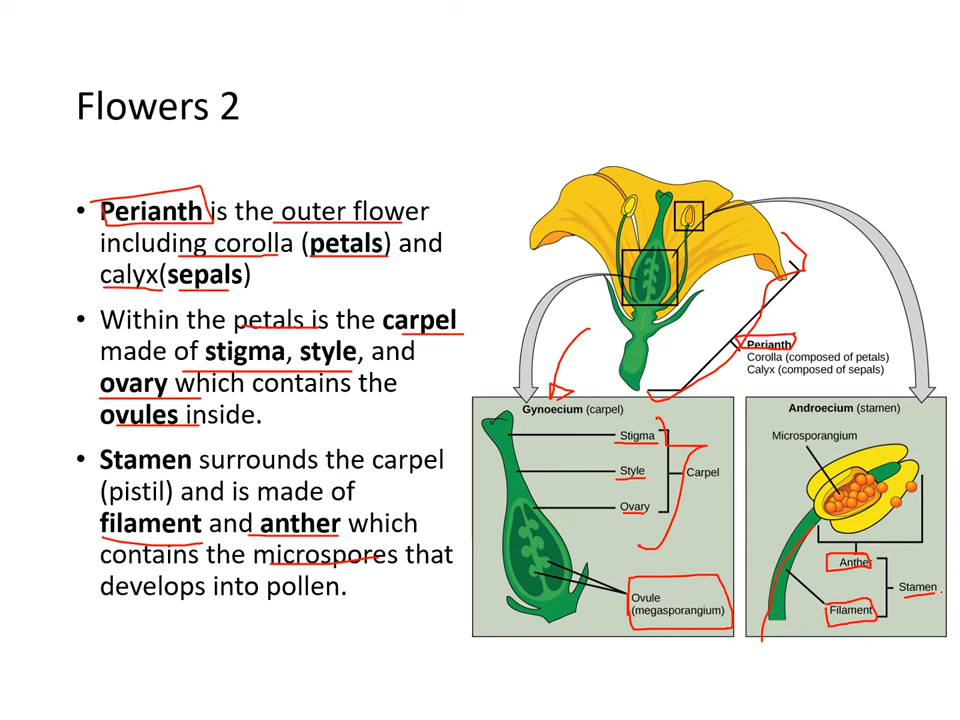 Flowers 2
• Perianth is the outer flower
including corolla (petals) and
calyx(sepals)
• Within the petals is the carpel
made of stigma, style, and
ovary which contains the
ovules inside.
• Stamen surrounds the carpel
(pistil) and is made of
filament and anther which
contains the microspores that
develops into pollen.
Perianth
Corolla (composed of petals)
Calyx (composed of sepals)
Gynoecium (carpel)
Stigma
Style
Carpel
Ovary
Ovule
(megasporangium)
Androecium (stamen)
Microsporangium
Anther
Stamen
Filament